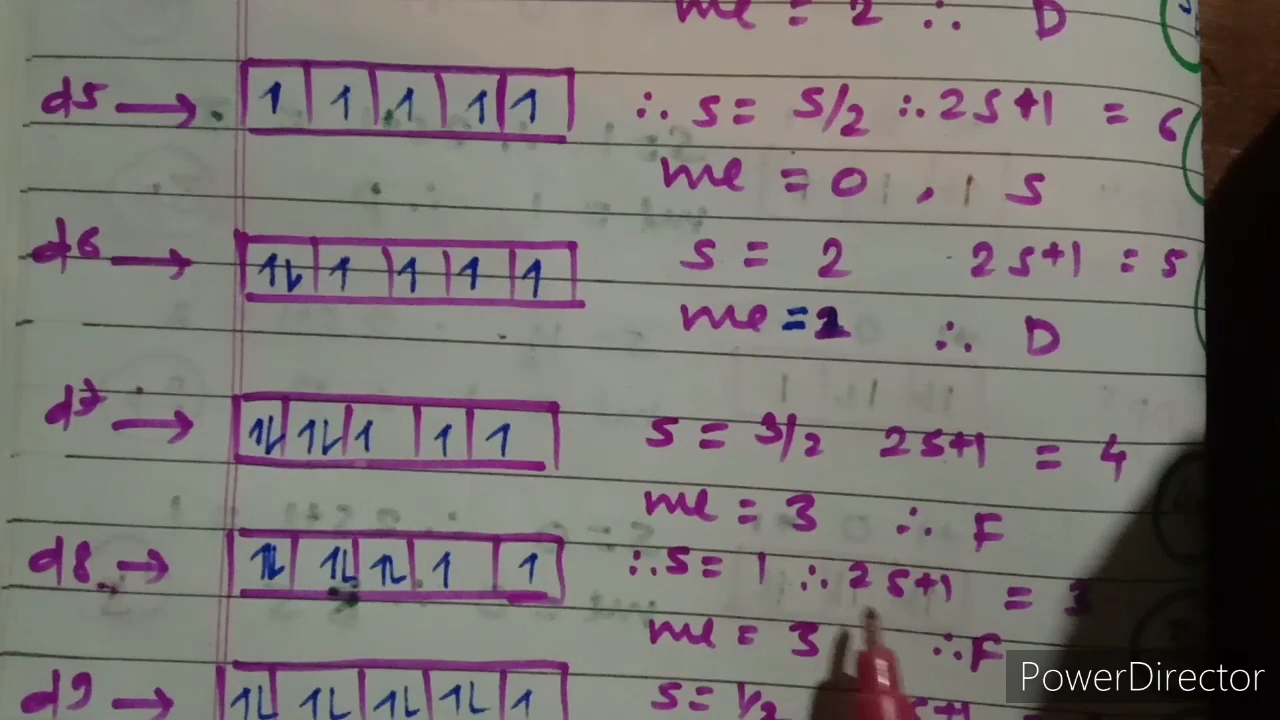 me = 2 ∴ D
d5 → 1 1 1 1 1 ∴ s = 5/2 ∴ 2s+1 = 6
me = 0, 1 S
d6 → 1L 1 1 1 1 s = 2 2s+1 = 5
me = 2 ∴ D
d7 → 1L 1L 1 1 1 s = 3/2 2s+1 = 4
me = 3 ∴ F
d8 → 1L 1L 1L 1 1 ∴ s = 1 ∴ 2s+1 = 3
me = 3 ∴ F
d9 → 1L 1L 1L 1L 1 s = 1/2 s+1 =
PowerDirector